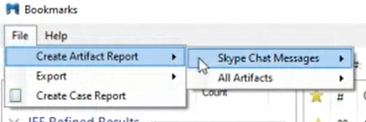 Bookmarks
File Help
Create Artifact Report
Skype Chat Messages
Export
All Artifacts
Create Case Report
Count
#
IEF Refined Results